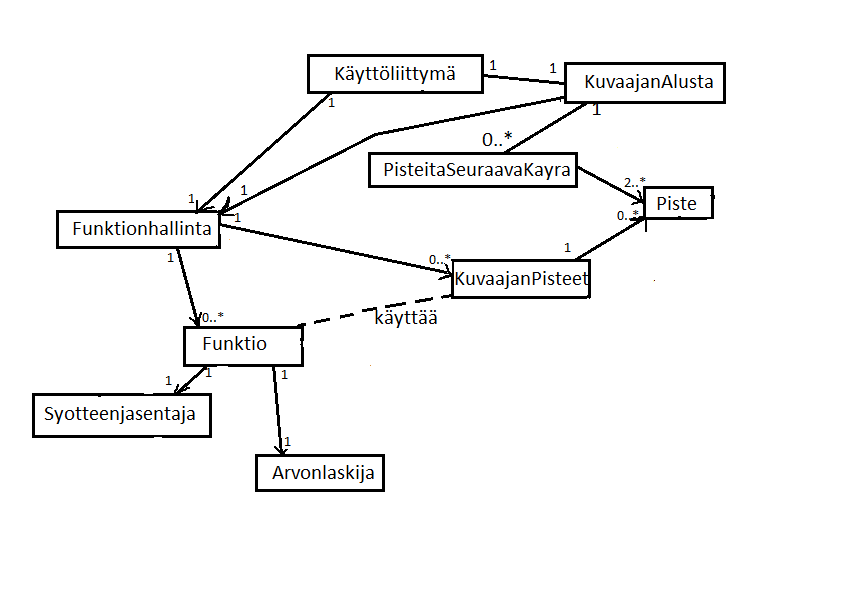 Käyttöliittymä
1
1
KuvaajanAlusta
1
1
0..*
PisteitaSeuraavaKayra
2..*
Piste
1
1
Funktionhallinta
1
0..*
1
0..*
KuvaajanPisteet
1
0..*
käyttää
Funktio
1
1
1
Syotteenjasentaja
1
Arvonlaskija